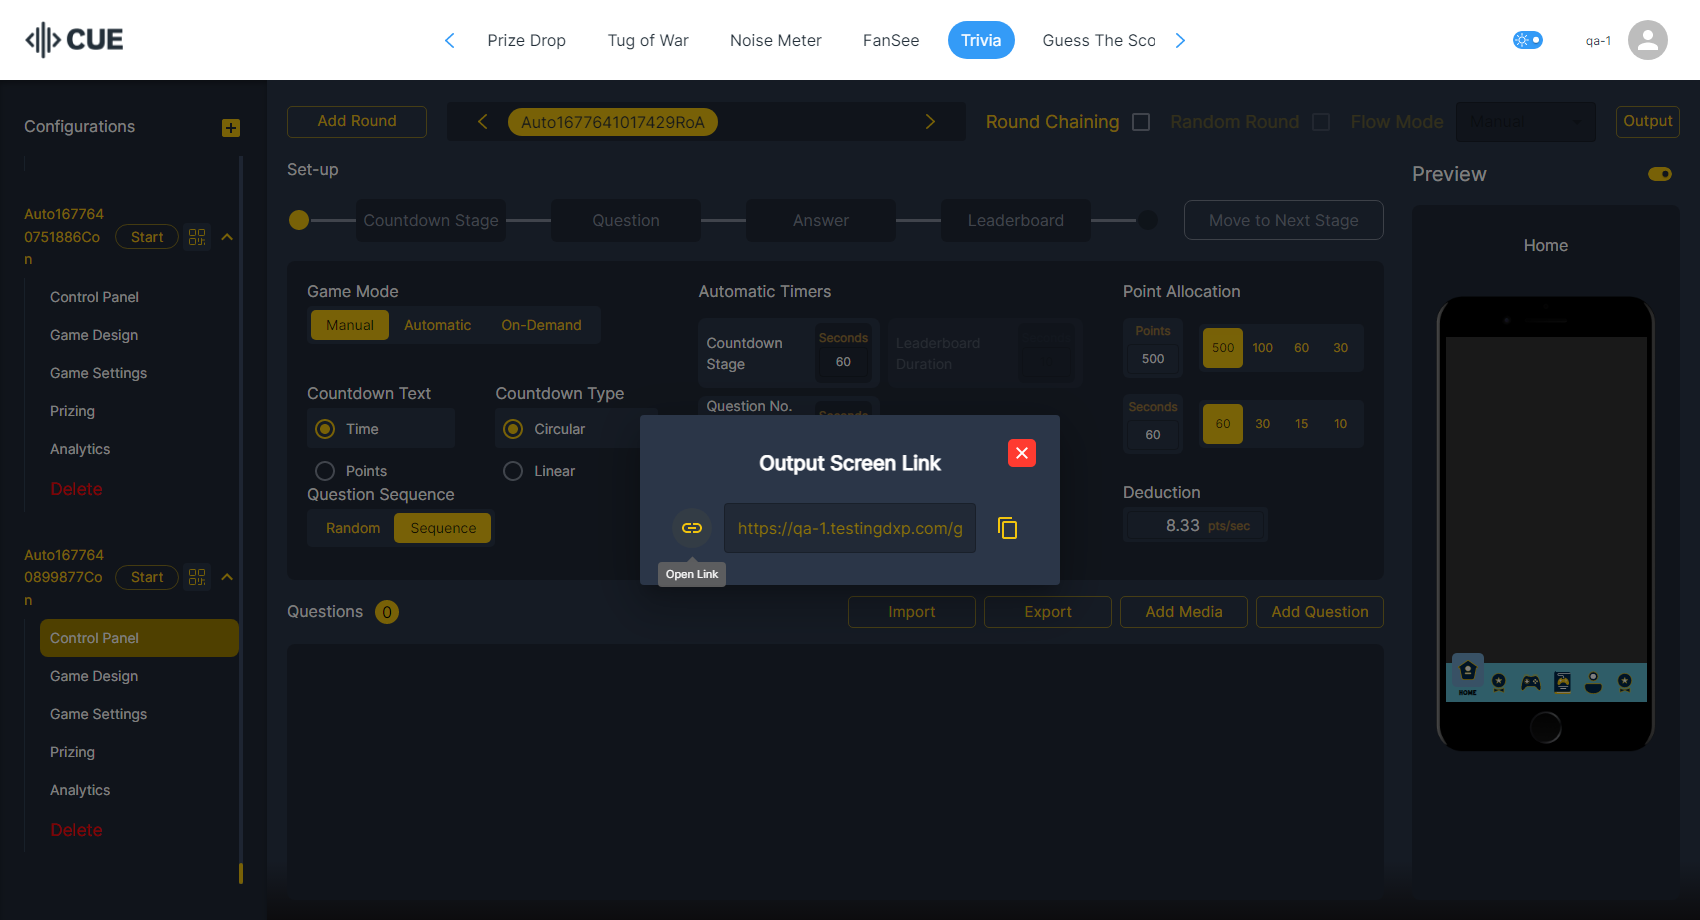 CUE
Prize Drop
Tug of War
Noise Meter
FanSee
Trivia
Guess The Sco
qa-1
Configurations
Add Round
Auto1677641017429RoA
Round Chaining
Random Round
Flow Mode
Manual
Output
Set-up
Preview
Auto167764
0751886Co
n
Start
Countdown Stage
Question
Answer
Leaderboard
Move to Next Stage
Home
Control Panel
Game Design
Game Settings
Prizing
Analytics
Delete
Game Mode
Manual
Automatic
On-Demand
Automatic Timers
Countdown
Stage
Seconds
60
Leaderboard
Duration
Question No.
Seconds
Point Allocation
Points
500
500
100
60
30
Seconds
60
60
30
15
10
Countdown Text
Time
Points
Countdown Type
Circular
Linear
Question Sequence
Random
Sequence
Deduction
8.33 pts/sec
Output Screen Link
https://qa-1.testingdxp.com/g
Open Link
Auto167764
0899877Co
n
Start
Control Panel
Game Design
Game Settings
Prizing
Analytics
Delete
Questions 0
Import
Export
Add Media
Add Question
HOME